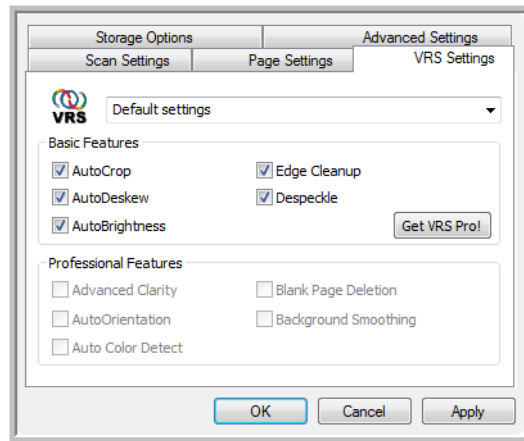 Storage Options Advanced Settings
Scan Settings Page Settings VRS Settings
VRS Default settings
Basic Features
AutoCrop Edge Cleanup
AutoDeskew Despeckle
AutoBrightness Get VRS Pro!
Professional Features
Advanced Clarity Blank Page Deletion
AutoOrientation Background Smoothing
Auto Color Detect
OK Cancel Apply